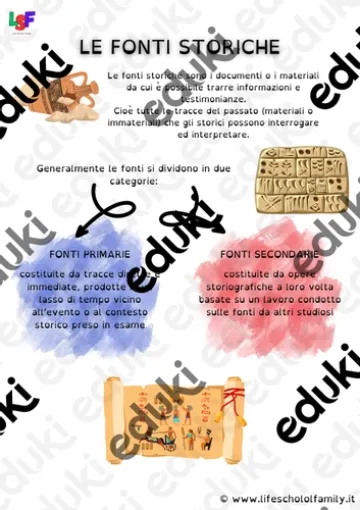 LSF
LE FONTI STORICHE
Le fonti storiche sono i documenti o i materiali
da cui è possibile trarre informazioni e
testimonianze.
Cioè tutte le tracce del passato (materiali o
immateriali) che gli storici possono interrogare
ed interpretare.
Generalmente le fonti si dividono in due
categorie:
FONTI PRIMARIE
costituite da tracce dirette e
immediate, prodotte
lasso di tempo vicino
all'evento o al contesto
storico preso in esame
FONTI SECONDARIE
costituite da opere
storiografiche a loro volta
basate su un lavoro condotto
sulle fonti da altri studiosi
eduki
eduki
eduki
eduki
eduki
eduki
eduki
© www.lifeschololfamily.it